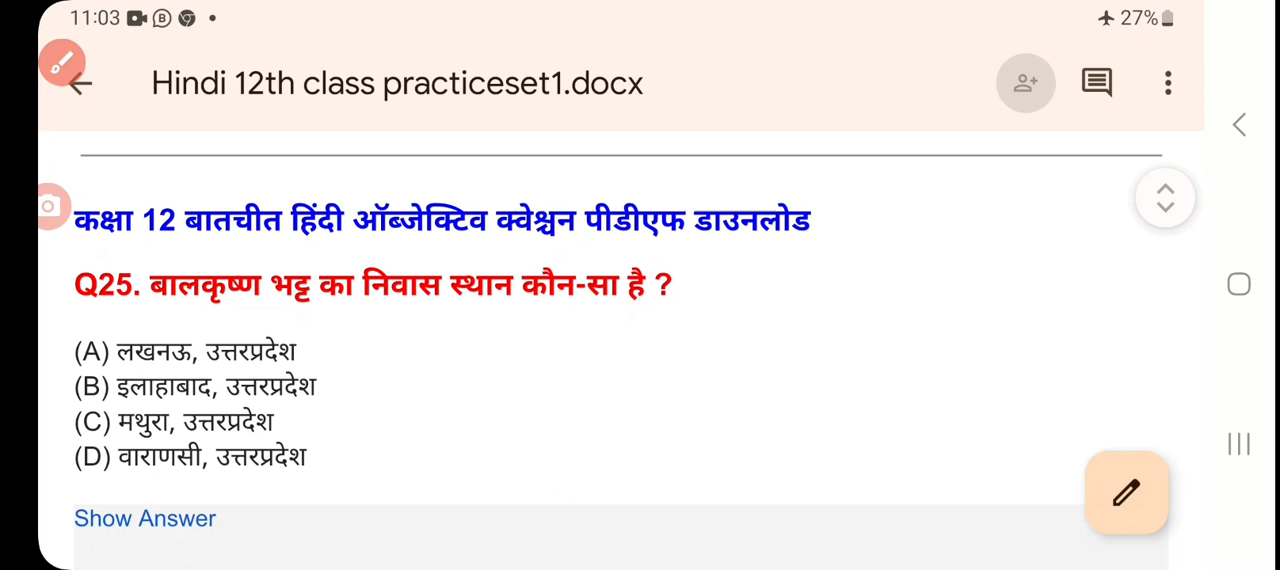 11:03 27%
Hindi 12th class practiceset1.docx
कक्षा 12 बातचीत हिंदी ऑब्जेक्टिव क्वेश्चन पीडीएफ डाउनलोड
Q25. बालकृष्ण भट्ट का निवास स्थान कौन-सा है ?
(A) लखनऊ, उत्तरप्रदेश
(B) इलाहाबाद, उत्तरप्रदेश
(C) मथुरा, उत्तरप्रदेश
(D) वाराणसी, उत्तरप्रदेश
Show Answer